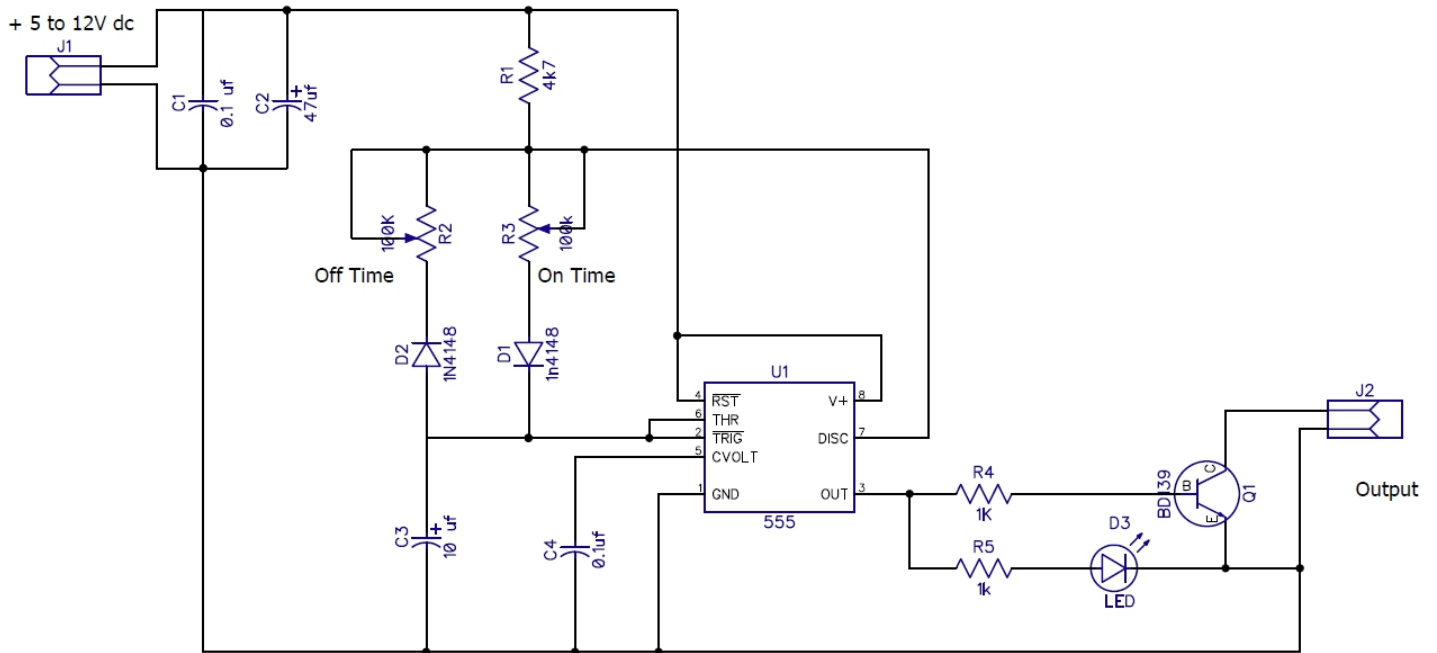 + 5 to 12V dc
J1
C1
0.1 uf
C2
+
47uf
R1
4k7
100K
R2
Off Time
R3
100k
On Time
D2
1N4148
D1
1n4148
U1
4 RST
6 THR
2 TRIG
5 CVOLT
1 GND
V+ 8
DISC 7
OUT 3
555
C3
+
10 uf
C4
0.1uf
R4
1K
R5
1k
D3
LED
BD139
B
C
E
Q1
J2
Output